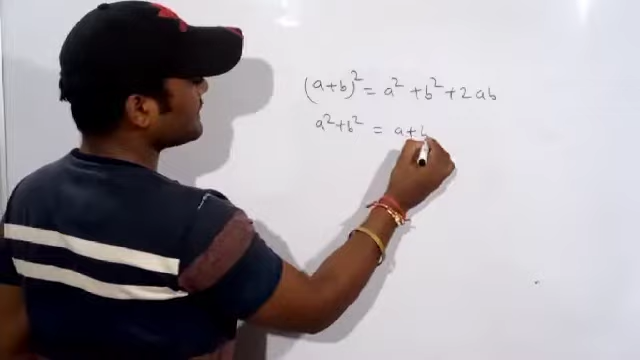 (a+b)² = a² + b² + 2ab
a² + b² = a+b